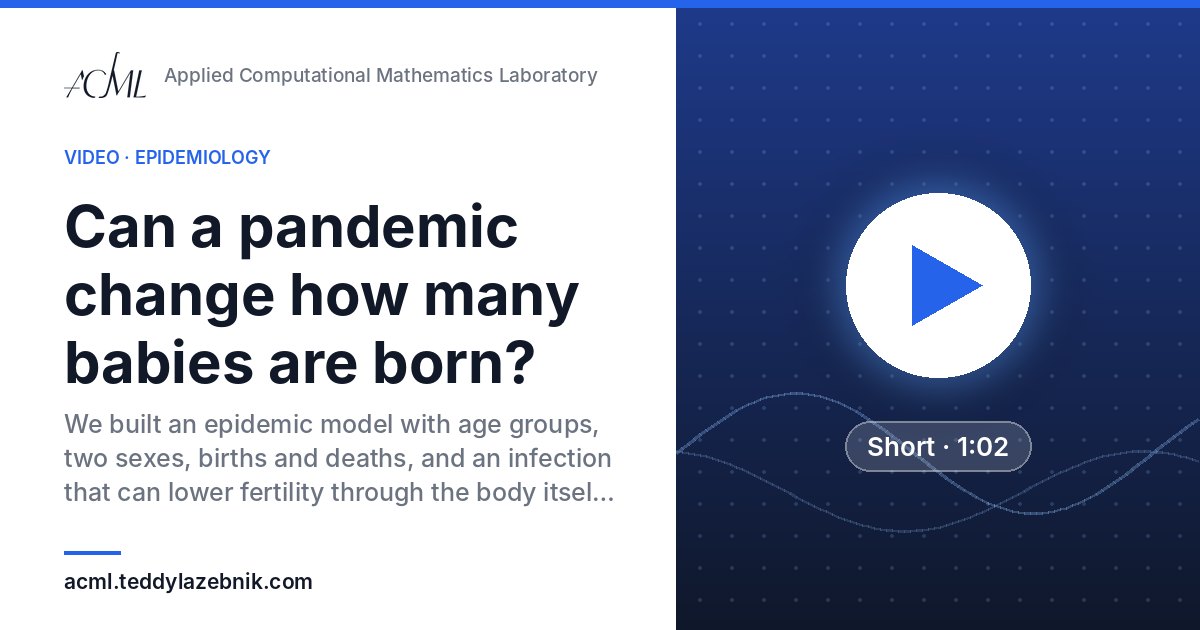 ACML Applied Computational Mathematics Laboratory
VIDEO · EPIDEMIOLOGY
Can a pandemic
change how many
babies are born?
We built an epidemic model with age groups,
two sexes, births and deaths, and an infection
that can lower fertility through the body itsel...
acml.teddylazebnik.com
Short · 1:02